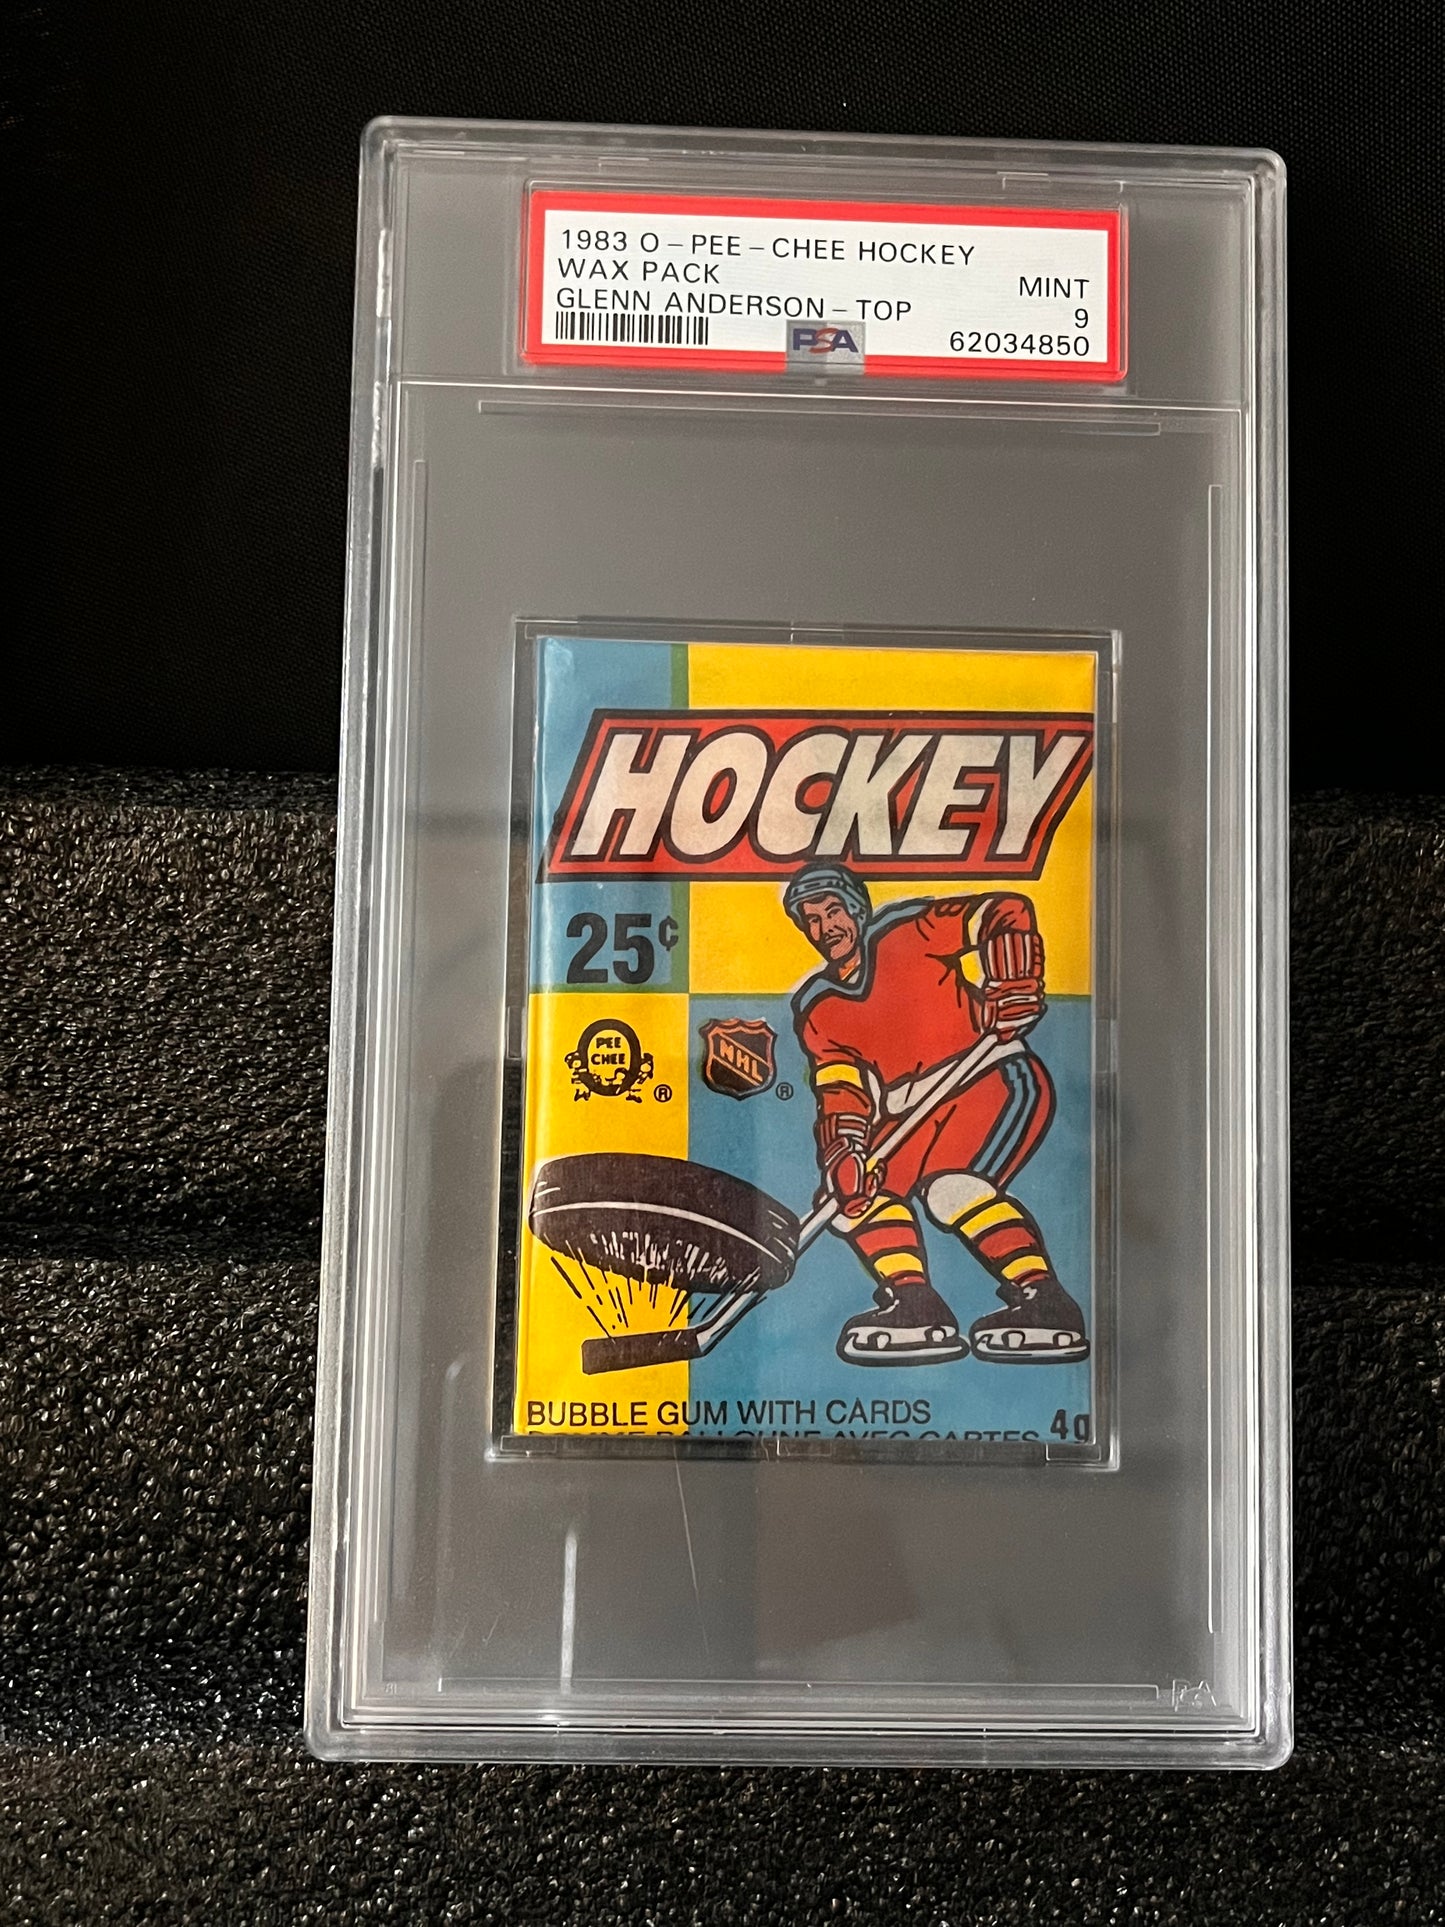 1983 O-PEE-CHEE HOCKEY
WAX PACK
MINT
GLENN ANDERSON-TOP
9
PSA
62034850
HOCKEY
25¢
PEE
CHEE
®
NHL
®
BUBBLE GUM WITH CARDS
4g
PSA